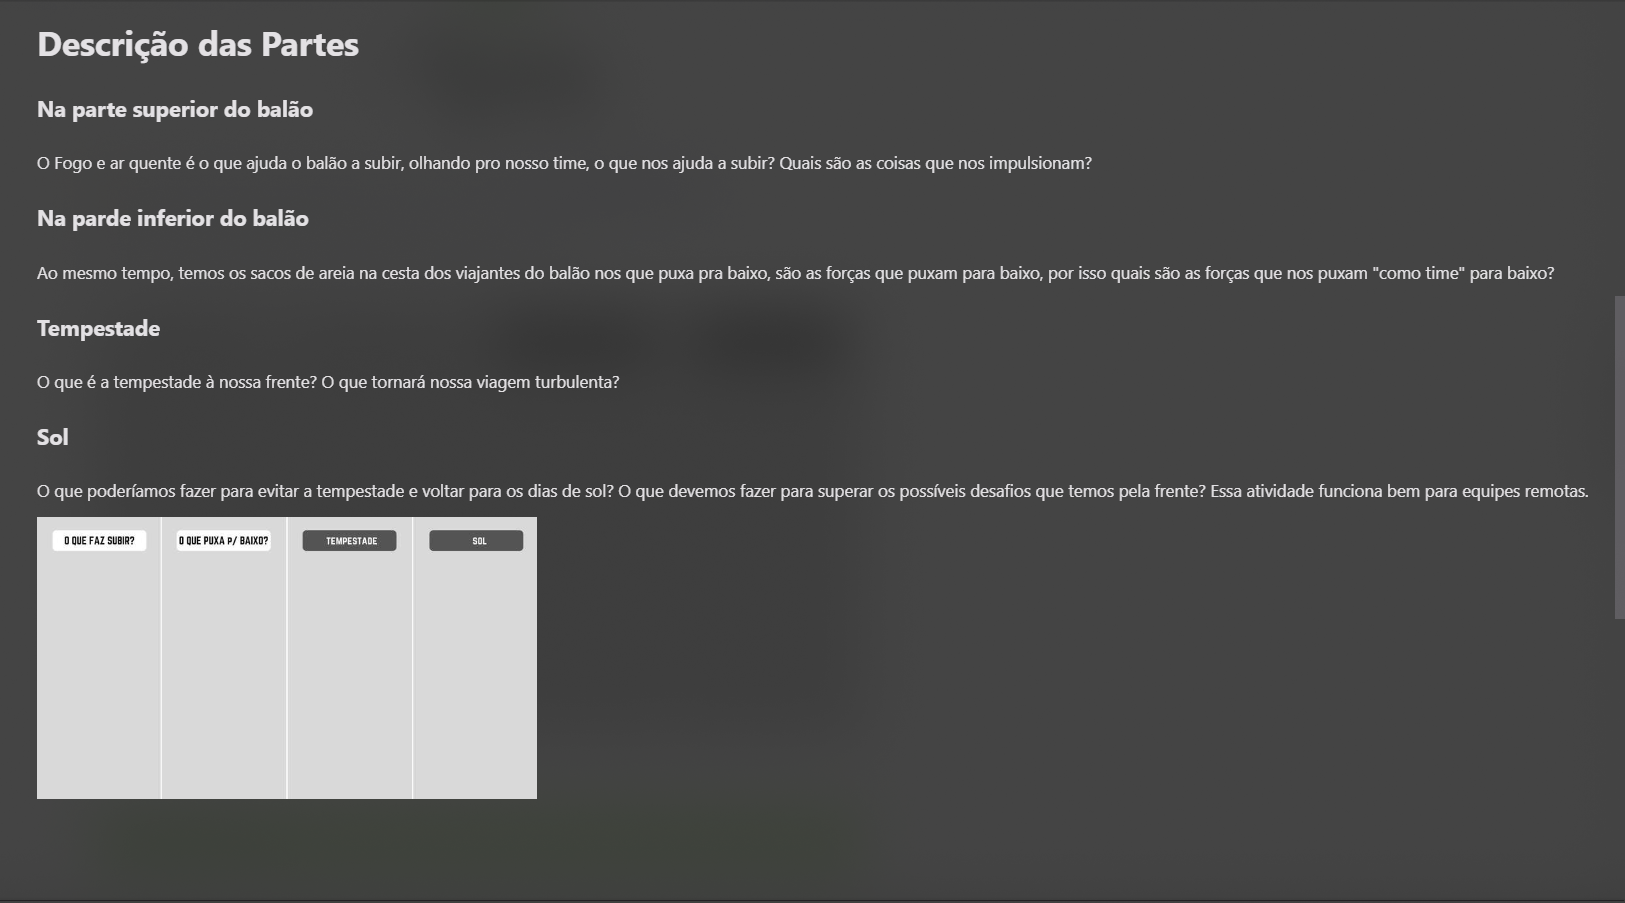 Descrição das Partes
Na parte superior do balão
O Fogo e ar quente é o que ajuda o balão a subir, olhando pro nosso time, o que nos ajuda a subir? Quais são as coisas que nos impulsionam?
Na parde inferior do balão
Ao mesmo tempo, temos os sacos de areia na cesta dos viajantes do balão nos que puxa pra baixo, são as forças que puxam para baixo, por isso quais são as forças que nos puxam "como time" para baixo?
Tempestade
O que é a tempestade à nossa frente? O que tornará nossa viagem turbulenta?
Sol
O que poderíamos fazer para evitar a tempestade e voltar para os dias de sol? O que devemos fazer para superar os possíveis desafios que temos pela frente? Essa atividade funciona bem para equipes remotas.
O QUE FAZ SUBIR? O QUE PUXA P/ BAIXO? TEMPESTADE SOL